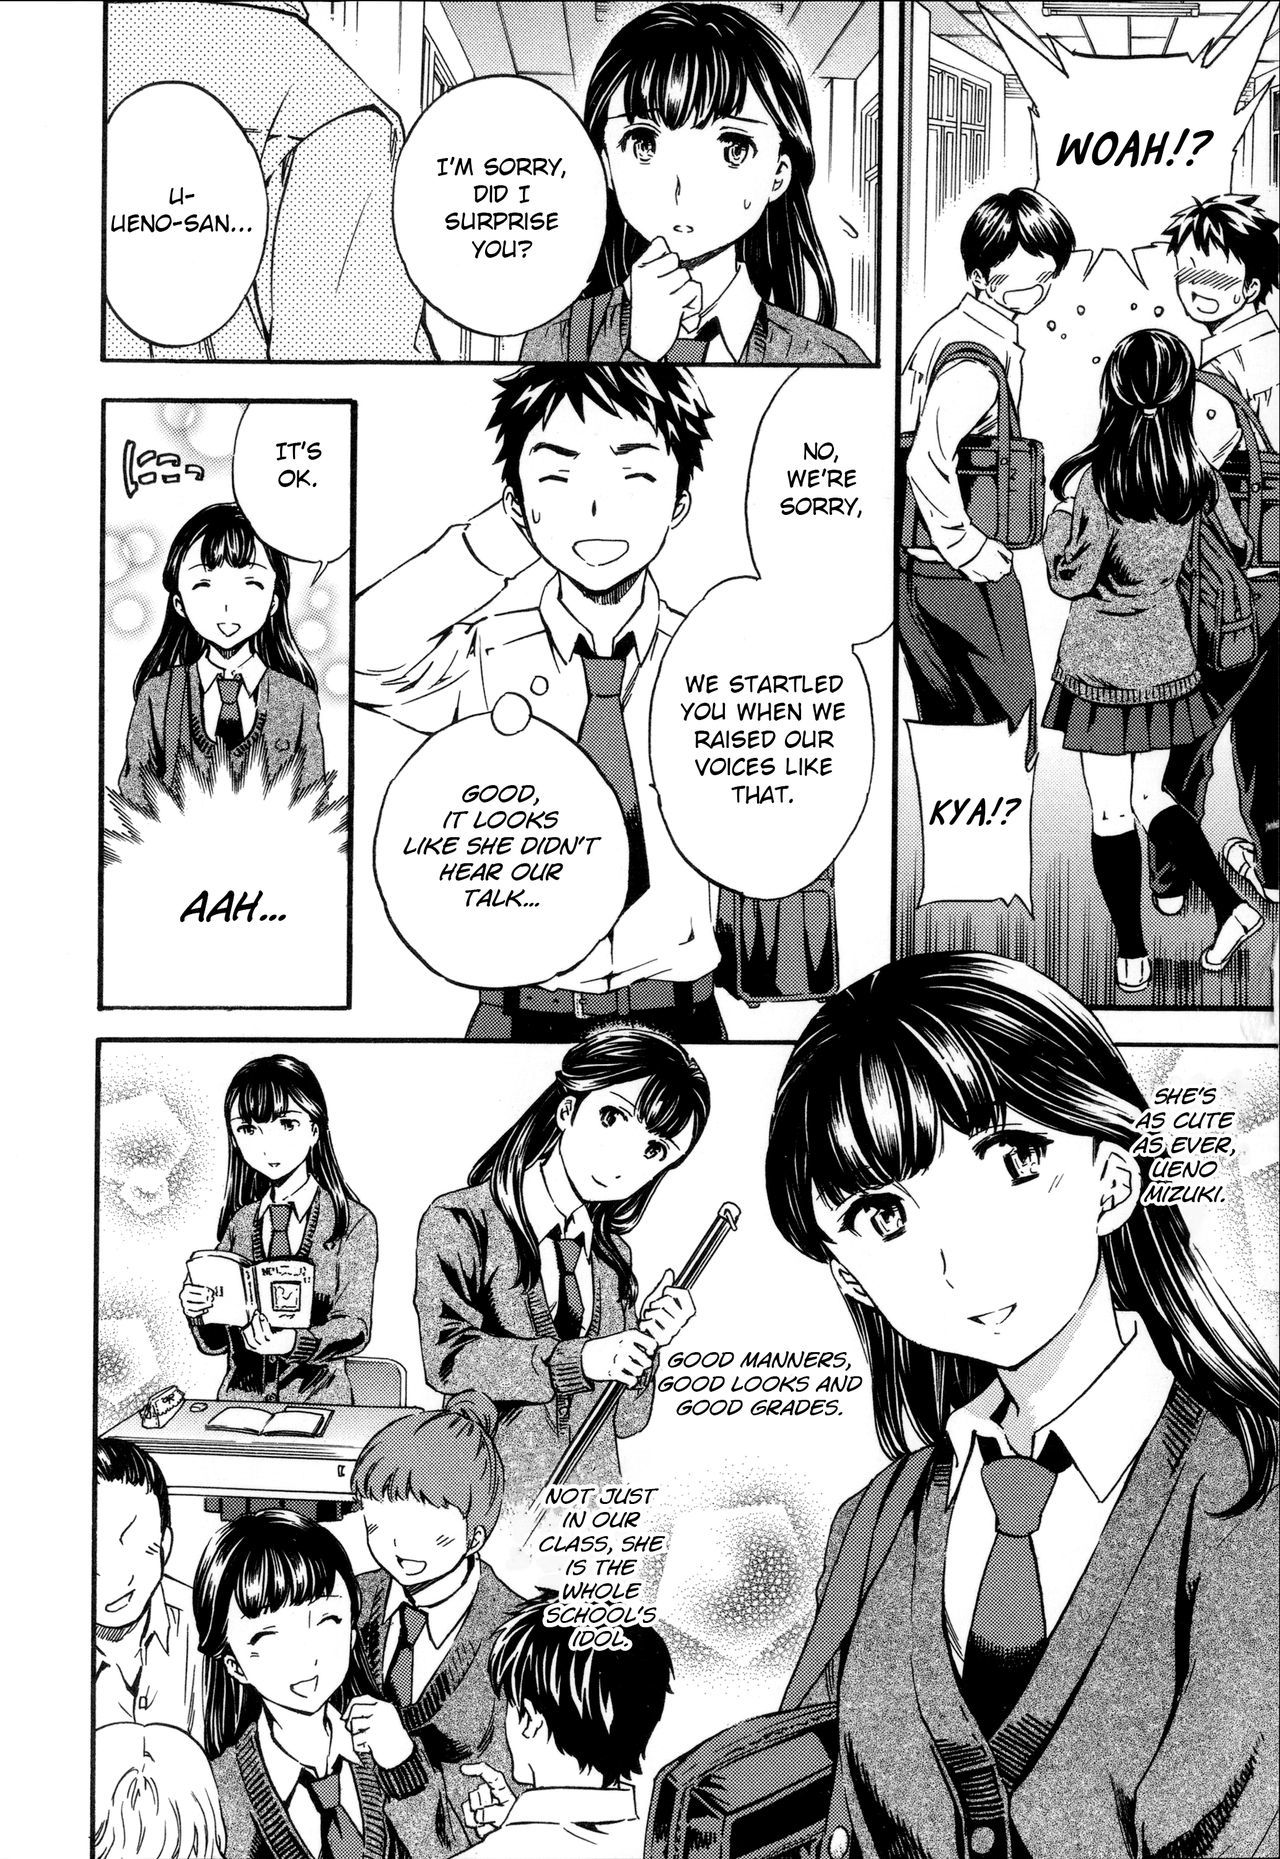 WOAH!?
KYA!?
I'M SORRY,
DID I
SURPRISE
YOU?
U-
UENO-SAN...
NO,
WE'RE
SORRY,
WE STARTLED
YOU WHEN WE
RAISED OUR
VOICES LIKE
THAT.
GOOD,
IT LOOKS
LIKE SHE DIDN'T
HEAR OUR
TALK...
IT'S
OK.
AAH...
SHE'S
AS CUTE
AS EVER,
UENO
MIZUKI.
GOOD MANNERS,
GOOD LOOKS AND
GOOD GRADES.
NOT JUST
IN OUR
CLASS, SHE
IS THE
WHOLE
SCHOOL'S
IDOL.